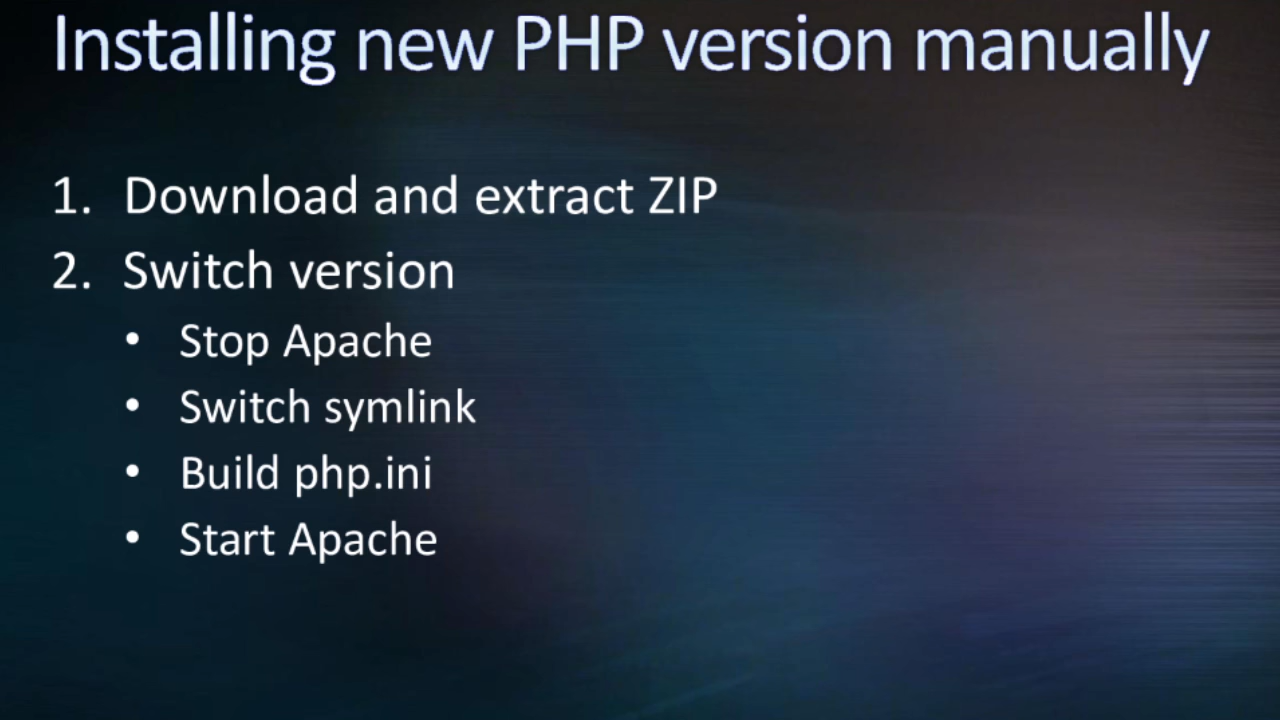 Installing new PHP version manually
1. Download and extract ZIP
2. Switch version
• Stop Apache
• Switch symlink
• Build php.ini
• Start Apache